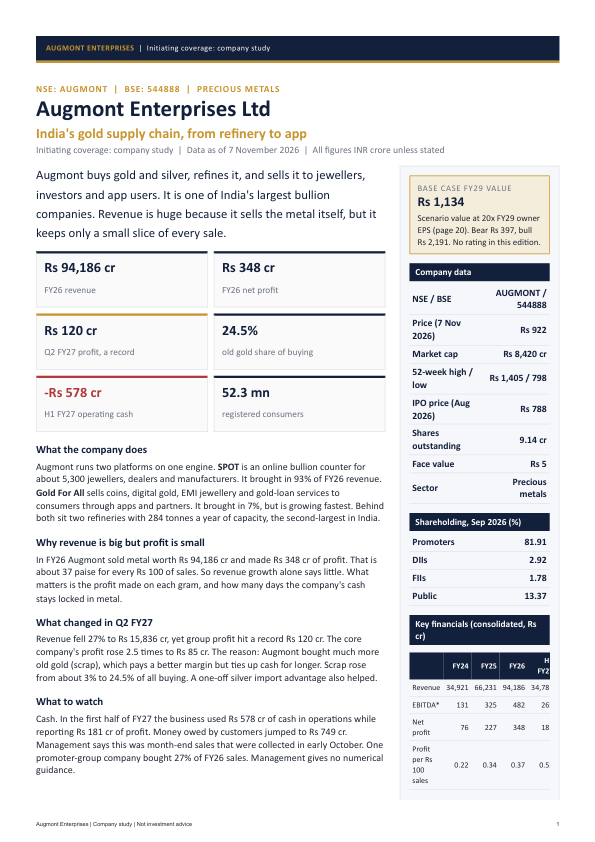 AUGMONT ENTERPRISES | Initiating coverage: company study
NSE: AUGMONT | BSE: 544888 | PRECIOUS METALS
Augmont Enterprises Ltd
India's gold supply chain, from refinery to app
Initiating coverage: company study | Data as of 7 November 2026 | All figures INR crore unless stated
Augmont buys gold and silver, refines it, and sells it to jewellers,
investors and app users. It is one of India's largest bullion
companies. Revenue is huge because it sells the metal itself, but it
keeps only a small slice of every sale.
Rs 94,186 cr
FY26 revenue
Rs 348 cr
FY26 net profit
Rs 120 cr
Q2 FY27 profit, a record
24.5%
old gold share of buying
-Rs 578 cr
H1 FY27 operating cash
52.3 mn
registered consumers
What the company does
Augmont runs two platforms on one engine. SPOT is an online bullion counter for
about 5,300 jewellers, dealers and manufacturers. It brought in 93% of FY26 revenue.
Gold For All sells coins, digital gold, EMI jewellery and gold-loan services to
consumers through apps and partners. It brought in 7%, but is growing fastest. Behind
both sit two refineries with 284 tonnes a year of capacity, the second-largest in India.
Why revenue is big but profit is small
In FY26 Augmont sold metal worth Rs 94,186 cr and made Rs 348 cr of profit. That is
about 37 paise for every Rs 100 of sales. So revenue growth alone says little. What
matters is the profit made on each gram, and how many days the company's cash
stays locked in metal.
What changed in Q2 FY27
Revenue fell 27% to Rs 15,836 cr, yet group profit hit a record Rs 120 cr. The core
company's profit rose 2.5 times to Rs 85 cr. The reason: Augmont bought much more
old gold (scrap), which pays a better margin but ties up cash for longer. Scrap rose
from about 3% to 24.5% of all buying. A one-off silver import advantage also helped.
What to watch
Cash. In the first half of FY27 the business used Rs 578 cr of cash in operations while
reporting Rs 181 cr of profit. Money owed by customers jumped to Rs 749 cr.
Management says this was month-end sales that were collected in early October. One
promoter-group company bought 27% of FY26 sales. Management gives no numerical
guidance.
BASE CASE FY29 VALUE
Rs 1,134
Scenario value at 20x FY29 owner
EPS (page 20). Bear Rs 397, bull
Rs 2,191. No rating in this edition.
Company data
NSE / BSE AUGMONT / 544888
Price (7 Nov 2026) Rs 922
Market cap Rs 8,420 cr
52-week high / low Rs 1,405 / 798
IPO price (Aug 2026) Rs 788
Shares outstanding 9.14 cr
Face value Rs 5
Sector Precious metals
Shareholding, Sep 2026 (%)
Promoters 81.91
DIIs 2.92
FIIs 1.78
Public 13.37
Key financials (consolidated, Rs
cr)
FY24 FY25 FY26 H FY2
Revenue 34,921 66,231 94,186 34,78
EBITDA* 131 325 482 26
Net profit 76 227 348 18
Profit per Rs 100 sales 0.22 0.34 0.37 0.5
Augmont Enterprises | Company study | Not investment advice 1